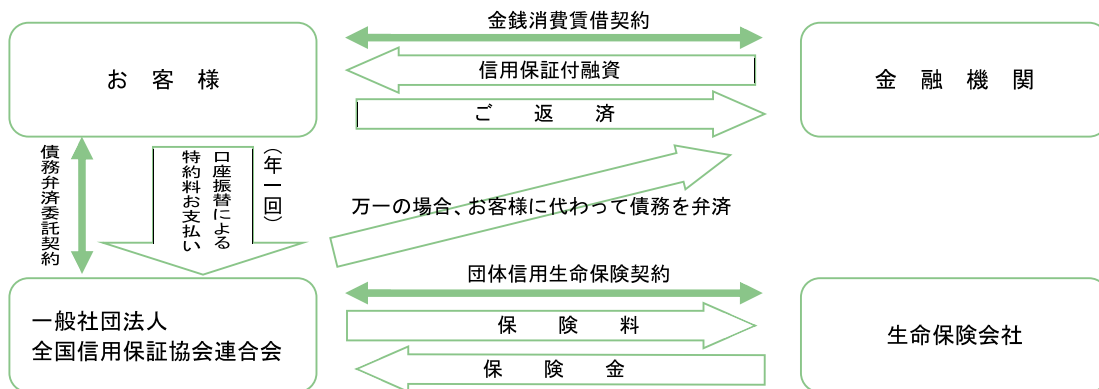 金銭消費賃借契約
お客様
信用保証付融資
金融機関
ご返済
債務弁済委託契約
口座振替による
特約料お支払い
（年一回）
万一の場合、お客様に代わって債務を弁済
団体信用生命保険契約
一般社団法人
全国信用保証協会連合会
保険料
生命保険会社
保険金